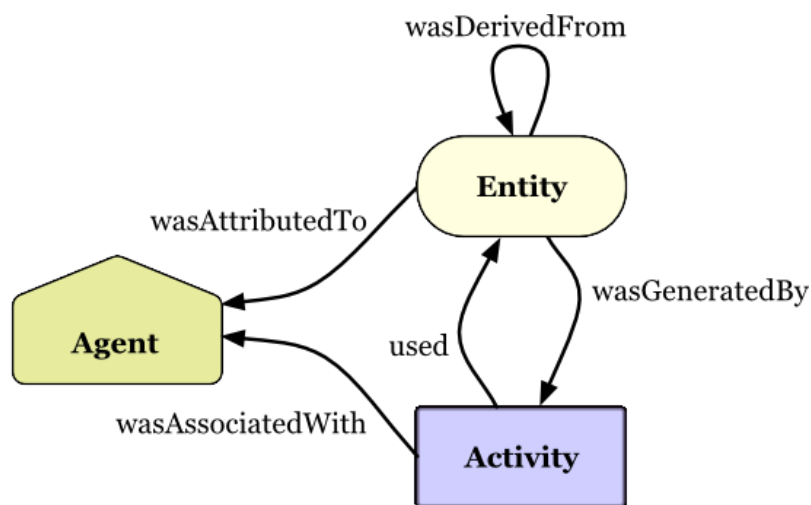 wasDerivedFrom
Entity
wasAttributedTo
wasGeneratedBy
Agent
used
wasAssociatedWith
Activity